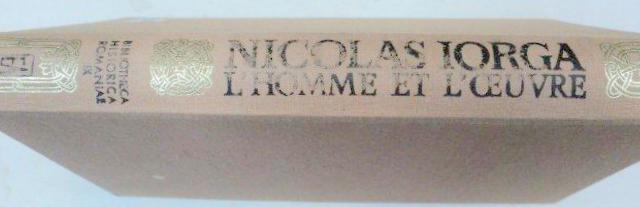 BIBLIOTHECA
HISTORICA
ROMANIAE
NICOLAS IORGA
L'HOMME ET L'ŒUVRE